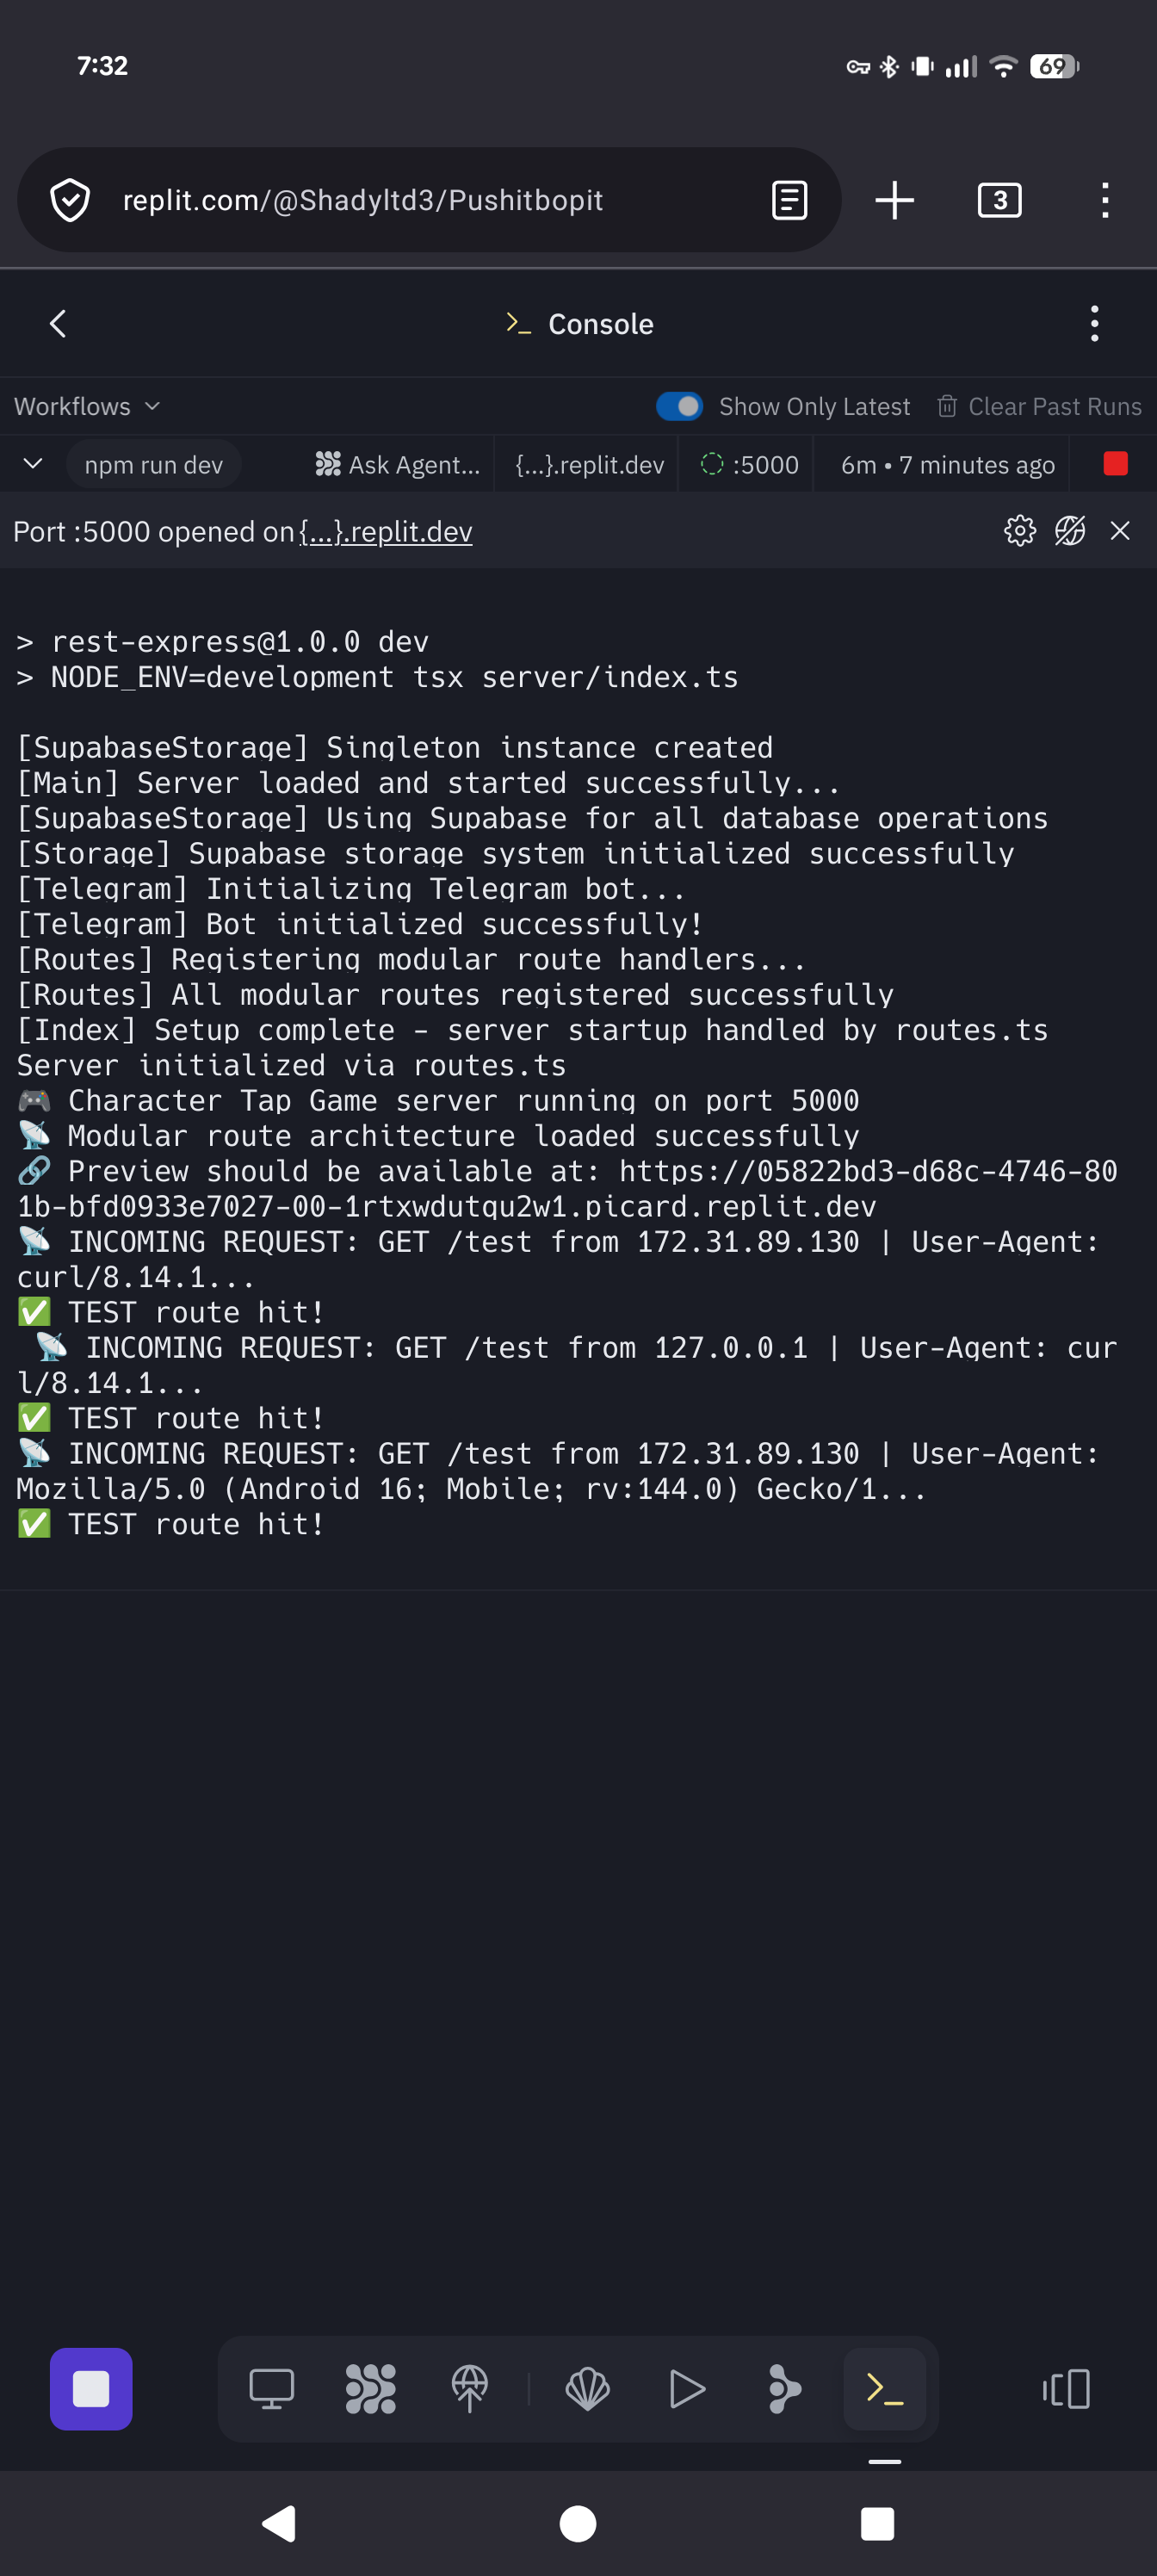 7:32
69
replit.com/@Shadyltd3/Pushitbopit
3
Console
Workflows
Show Only Latest
Clear Past Runs
npm run dev
Ask Agent...
{...}.replit.dev
:5000
6m • 7 minutes ago
Port :5000 opened on {...}.replit.dev
> rest-express@1.0.0 dev
> NODE_ENV=development tsx server/index.ts
[SupabaseStorage] Singleton instance created
[Main] Server loaded and started successfully...
[SupabaseStorage] Using Supabase for all database operations
[Storage] Supabase storage system initialized successfully
[Telegram] Initializing Telegram bot...
[Telegram] Bot initialized successfully!
[Routes] Registering modular route handlers...
[Routes] All modular routes registered successfully
[Index] Setup complete - server startup handled by routes.ts
Server initialized via routes.ts
🎮 Character Tap Game server running on port 5000
📡 Modular route architecture loaded successfully
🔗 Preview should be available at: https://05822bd3-d68c-4746-80
1b-bfd0933e7027-00-1rtxwdutqu2w1.picard.replit.dev
📡 INCOMING REQUEST: GET /test from 172.31.89.130 | User-Agent:
curl/8.14.1...
✅ TEST route hit!
📡 INCOMING REQUEST: GET /test from 127.0.0.1 | User-Agent: cur
l/8.14.1...
✅ TEST route hit!
📡 INCOMING REQUEST: GET /test from 172.31.89.130 | User-Agent:
Mozilla/5.0 (Android 16; Mobile; rv:144.0) Gecko/1...
✅ TEST route hit!